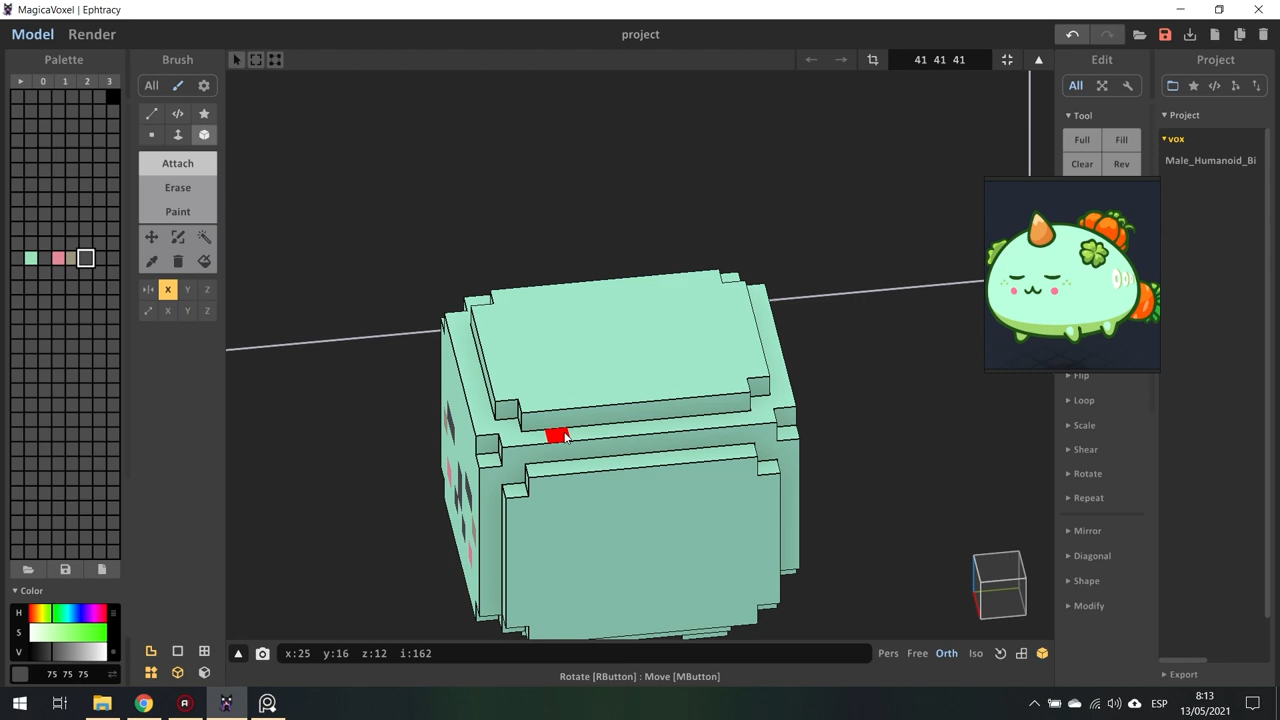 MagicaVoxel | Ephtracy
Model Render
project
Palette
Brush
41 41 41
Edit
Project
0 1 2 3
All
All
Tool
Project
Full Fill
vox
Attach
Clear Rev
Male_Humanoid_Bi
Erase
Paint
X Y Z
X Y Z
Flip
Loop
Scale
Shear
Rotate
Repeat
Mirror
Diagonal
Shape
Modify
Color
H
S
V
75 75 75
x:25 y:16 z:12 i:162
Pers Free Orth Iso
Export
Rotate [RButton] : Move [MButton]
ESP
8:13
13/05/2021